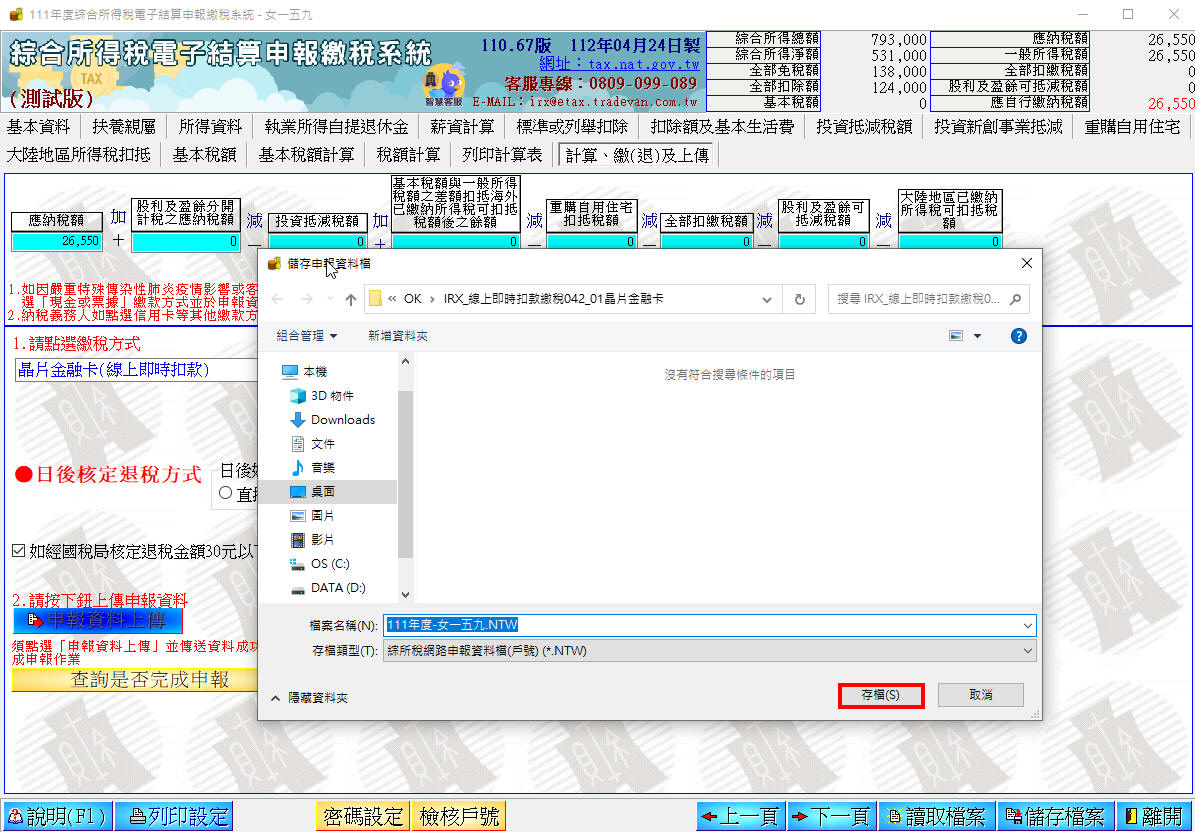 111年度綜合所得稅電子結算申報繳稅系統 - 女一五九
綜合所得稅電子結算申報繳稅系統
(測試版)
TAX
智慧客服
110.67版 112年04月24日製
網址：tax.nat.gov.tw
客服專線：0809-099-089
E-MAIL：irx@etax.tradevan.com.tw
綜合所得總額 793,000 應納稅額 26,550
綜合所得淨額 531,000 一般所得稅額 26,550
全部免稅額 138,000 全部扣繳稅額 0
全部扣除額 124,000 股利及盈餘可抵減稅額 0
基本稅額 0 應自行繳納稅額 26,550
基本資料 扶養親屬 所得資料 執業所得自提退休金 薪資計算 標準或列舉扣除 扣除額及基本生活費 投資抵減稅額 投資新創事業抵減 重購自用住宅
大陸地區所得稅扣抵 基本稅額 基本稅額計算 稅額計算 列印計算表 計算、繳(退)及上傳
應納稅額
26,550
加
＋
股利及盈餘分開
計稅之應納稅額
0
減
－
投資抵減稅額
0
加
＋
基本稅額與一般所得
稅額之差額扣抵海外
已繳納所得稅可扣抵
稅額後之餘額
0
減
－
重購自用住宅
扣抵稅額
0
減
－
全部扣繳稅額
0
減
－
股利及盈餘可
抵減稅額
0
減
－
大陸地區已繳納
所得稅可扣抵稅
額
0
1.如因嚴重特殊傳染性肺炎疫情影響或客
選「現金或票據」繳款方式並於申報資
2.納稅義務人如點選信用卡等其他繳款方
1.請點選繳稅方式
晶片金融卡(線上即時扣款)
●日後核定退稅方式
日後如
直接
如經國稅局核定退稅金額30元以下
2.請按下鈕上傳申報資料
申報資料上傳
須點選「申報資料上傳」並傳送資料成功
成申報作業
查詢是否完成申報
儲存申報資料檔
« OK › IRX_線上即時扣款繳稅042_01晶片金融卡
搜尋 IRX_線上即時扣款繳稅0...
組合管理 新增資料夾
本機
3D 物件
Downloads
文件
音樂
桌面
圖片
影片
OS (C:)
DATA (D:)
沒有符合搜尋條件的項目
檔案名稱(N): 111年度-女一五九.NTW
存檔類型(T): 綜所稅網路申報資料檔(戶號) (*.NTW)
隱藏資料夾
存檔(S) 取消
說明(F1) 列印設定 密碼設定 檢核戶號 上一頁 下一頁 讀取檔案 儲存檔案 離開